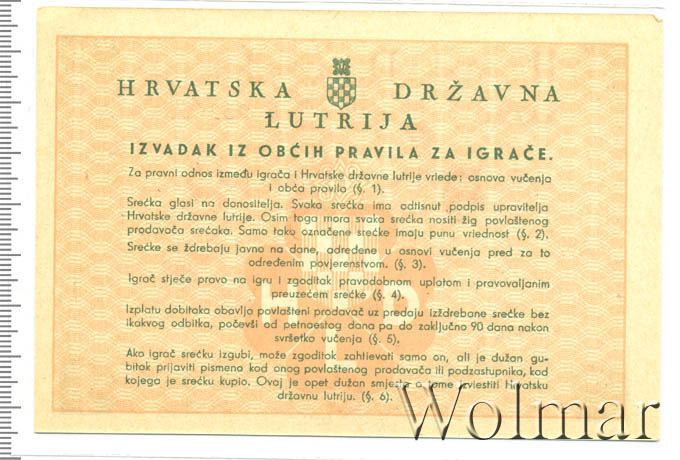 HRVATSKA DRŽAVNA
LUTRIJA
IZVADAK IZ OBĆIH PRAVILA ZA IGRAČE.
Za pravni odnos između igrača i Hrvatske državne lutrije vriede: osnova vučenja
i obća pravila (§. 1).
Srećka glasi na donositelja. Svaka srećka ima odtisnut podpis upravitelja
Hrvatske državne lutrije. Osim toga mora svaka srećka nositi žig povlaštenog
prodavača srećaka. Samo tako označene srećke imaju punu vriednost (§. 2).
Srećke se ždrebaju javno na dane, određene u osnovi vučenja pred za to
određenim povjerenstvom. (§. 3).
Igrač stječe pravo na igru i zgoditak pravodobnom uplatom i pravovaljanim
preuzećem srećke (§. 4).
Izplatu dobitaka obavlja povlašteni prodavač uz predaju izždrebane srećke bez
ikakvog odbitka, počevši od petnaestog dana pa do zaključno 90 dana nakon
svršetka vučenja (§. 5).
Ako igrač srećku izgubi, može zgoditak zahtievati samo on, ali je dužan gu-
bitak prijaviti pismeno kod onog povlaštenog prodavača ili podzastupnika, kod
kojega je srećku kupio. Ovaj je opet dužan smjesta o tome izviestiti Hrvatsku
državnu lutriju. (§. 6).
Wolmar